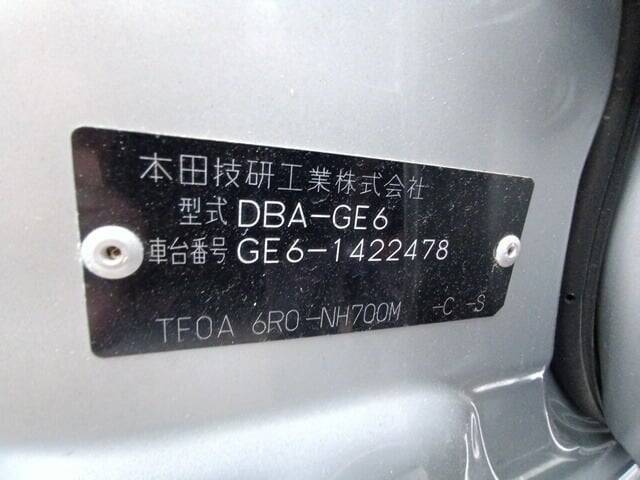 本田技研工業株式会社
型式 DBA-GE6
車台番号 GE6-1422478
TF0A 6R0-NH700M -C -S